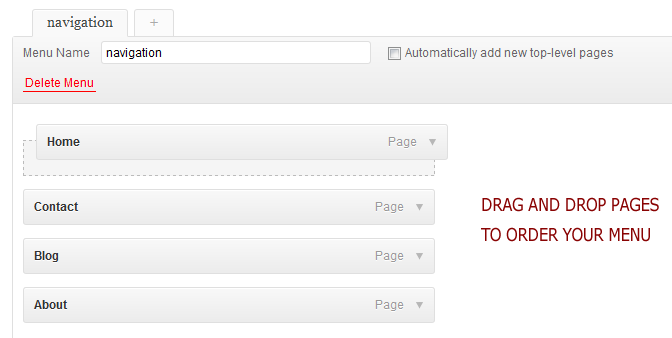 navigation +
Menu Name navigation Automatically add new top-level pages
Delete Menu
Home Page ▼
Contact Page ▼
DRAG AND DROP PAGES
TO ORDER YOUR MENU
Blog Page ▼
About Page ▼